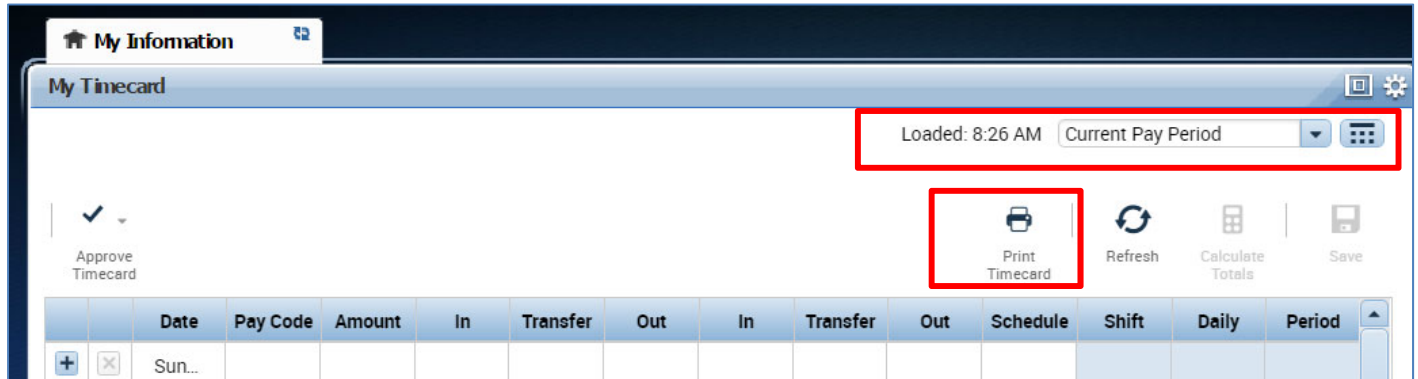 My Information
My Timecard
Loaded: 8:26 AM Current Pay Period
Approve
Timecard
Print
Timecard
Refresh
Calculate
Totals
Save
Date Pay Code Amount In Transfer Out In Transfer Out Schedule Shift Daily Period
Sun...